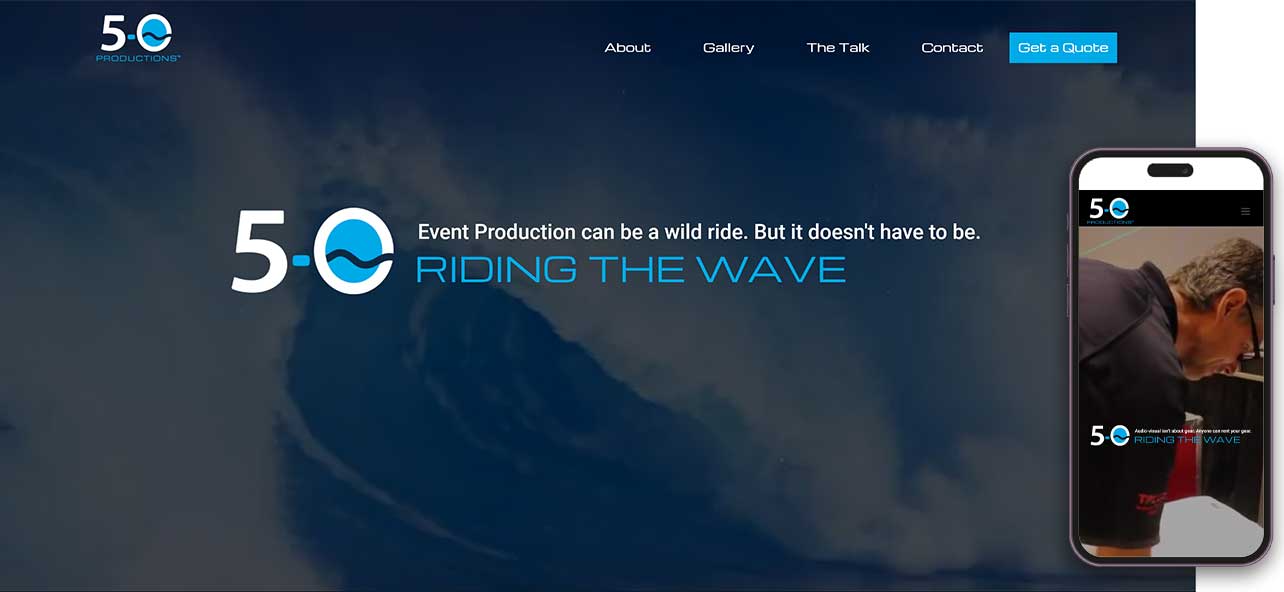 5-O
PRODUCTIONS
About
Gallery
The Talk
Contact
Get a Quote
5-O
Event Production can be a wild ride. But it doesn't have to be.
RIDING THE WAVE
5-O
PRODUCTIONS
5-O
Audio-visual isn't about gear. Anyone can rent your gear.
RIDING THE WAVE